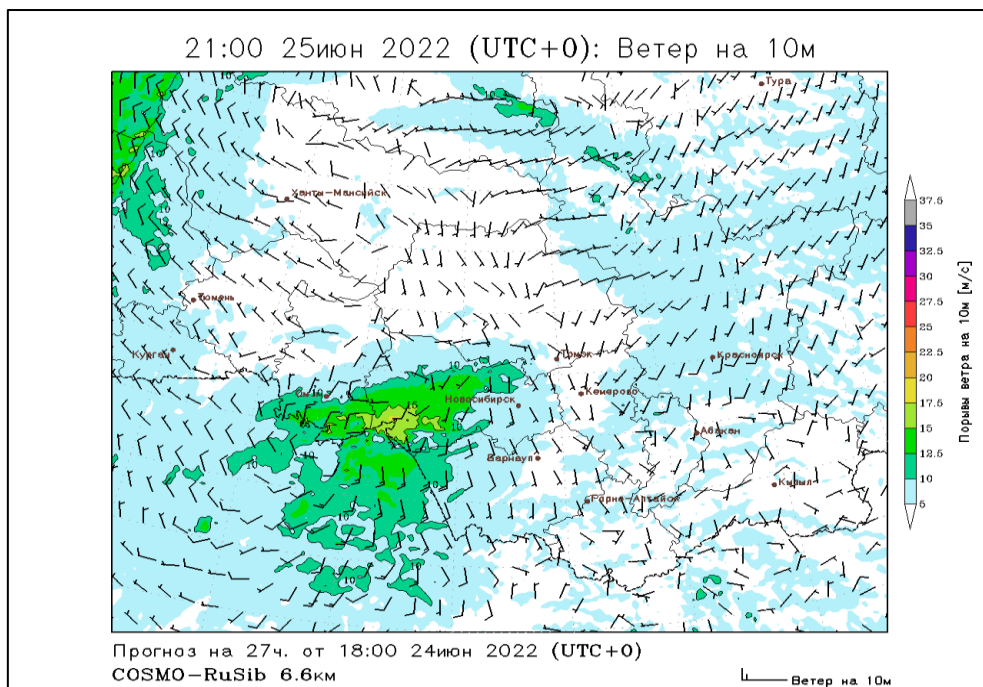 21:00 25июн 2022 (UTC+0): Ветер на 10м
Тура
Ханты-Мансийск
Тюмень
Курган
Томск
Красноярск
Омск
Кемерово
Новосибирск
Абакан
Барнаул
Кызыл
Горно-Алтайск
10
15
37.5
35
33.5
30
27.5
25
22.5
20
17.5
15
12.5
10
5
Порывы ветра на 10м [м/с]
Прогноз на 27ч. от 18:00 24июн 2022 (UTC+0)
COSMO-RuSib 6.6км
Ветер на 10м